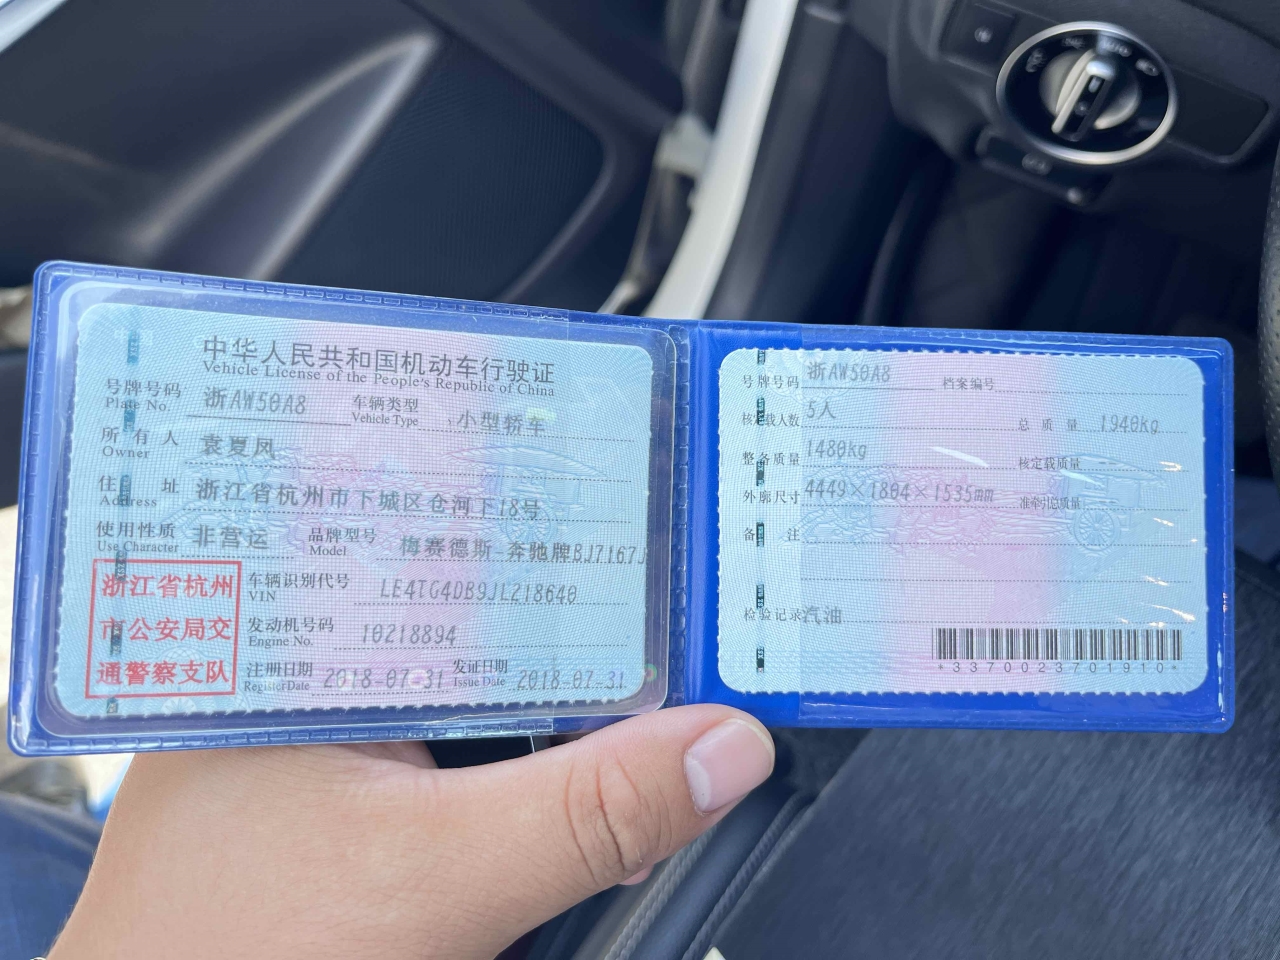 中华人民共和国机动车行驶证
Vehicle License of the People's Republic of China
号牌号码 浙AW50A8 车辆类型 小型轿车
Plate No. Vehicle Type
所有人 袁夏凤
Owner
住址 浙江省杭州市下城区仓河下18号
Address
使用性质 非营运 品牌型号 梅赛德斯-奔驰牌BJ7167J
Use Character Model
浙江省杭州
市公安局交
通警察支队
车辆识别代号 LE4TG4DB9JL218640
VIN
发动机号码 10218894
Engine No.
注册日期 2018-07-31 发证日期 2018-07-31
Register Date Issue Date
号牌号码 浙AW50A8 档案编号
核定载人数 5人 总质量 1940kg
整备质量 1480kg 核定载质量 --
外廓尺寸 4449×1804×1535mm 准牵引总质量
备注
检验记录 汽油
*3370023701910*